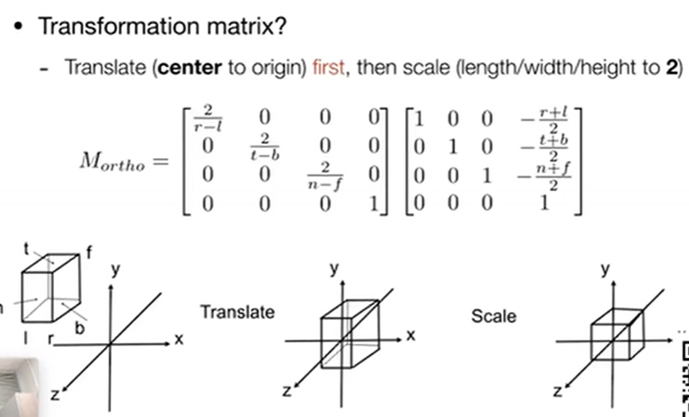 • Transformation matrix?
- Translate (center to origin) first, then scale (length/width/height to 2)
M_ortho = [2/(r−l) 0 0 0; 0 2/(t−b) 0 0; 0 0 2/(n−f) 0; 0 0 0 1] [1 0 0 −(r+l)/2; 0 1 0 −(t+b)/2; 0 0 1 −(n+f)/2; 0 0 0 1]
t f y y y
Translate Scale
l r b x x
z z z